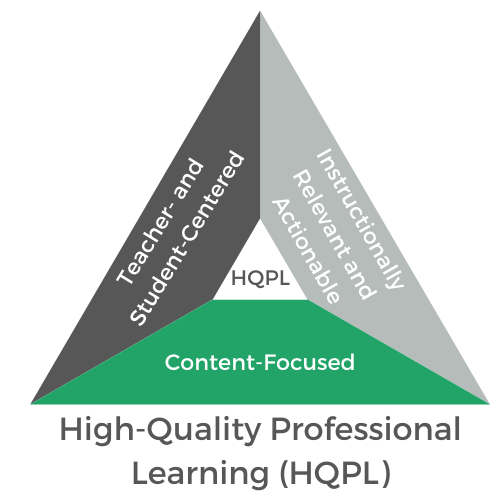 Teacher- and
Student-Centered
Instructionally
Relevant and
Actionable
HQPL
Content-Focused
High-Quality Professional
Learning (HQPL)